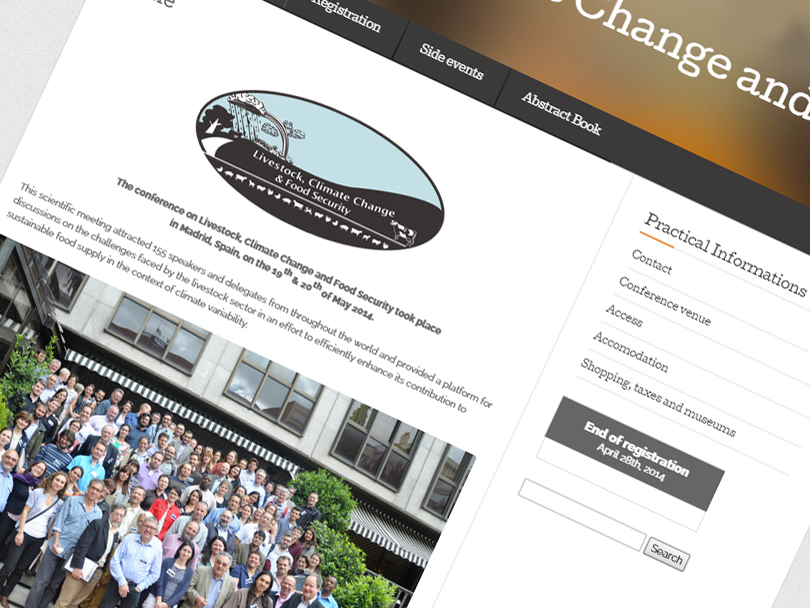 Change and
Registration
Side events
Abstract Book
Livestock, Climate Change
& Food Security
The conference on Livestock, Climate Change and Food Security took place
in Madrid, Spain, on the 19th & 20th of May 2014.
This scientific meeting attracted 155 speakers and delegates from throughout the world and provided a platform for
discussions on the challenges faced by the livestock sector in an effort to efficiently enhance its contribution to
sustainable food supply in the context of climate variability.
Practical Informations
Contact
Conference venue
Access
Accomodation
Shopping, taxes and museums
End of registration
April 28th, 2014
Search